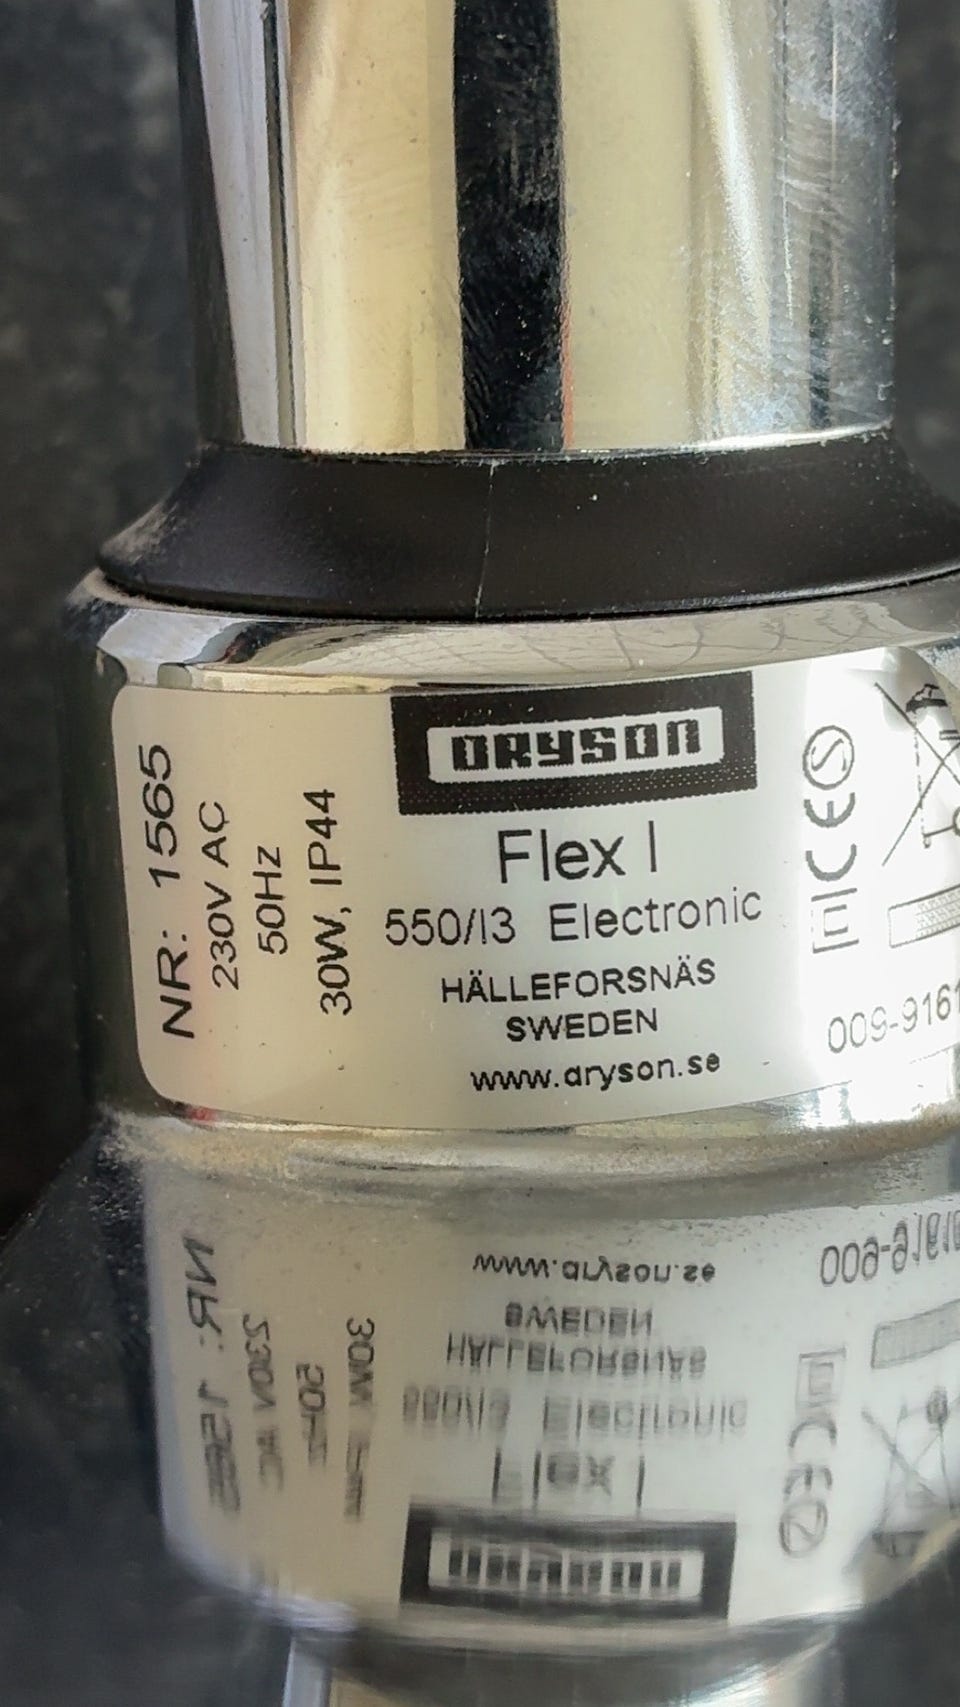 NR: 1565
230V AC
50Hz
30W, IP44
DRYSON
Flex I
550/I3 Electronic
HÄLLEFORSNÄS
SWEDEN
www.dryson.se
CE
009-9161